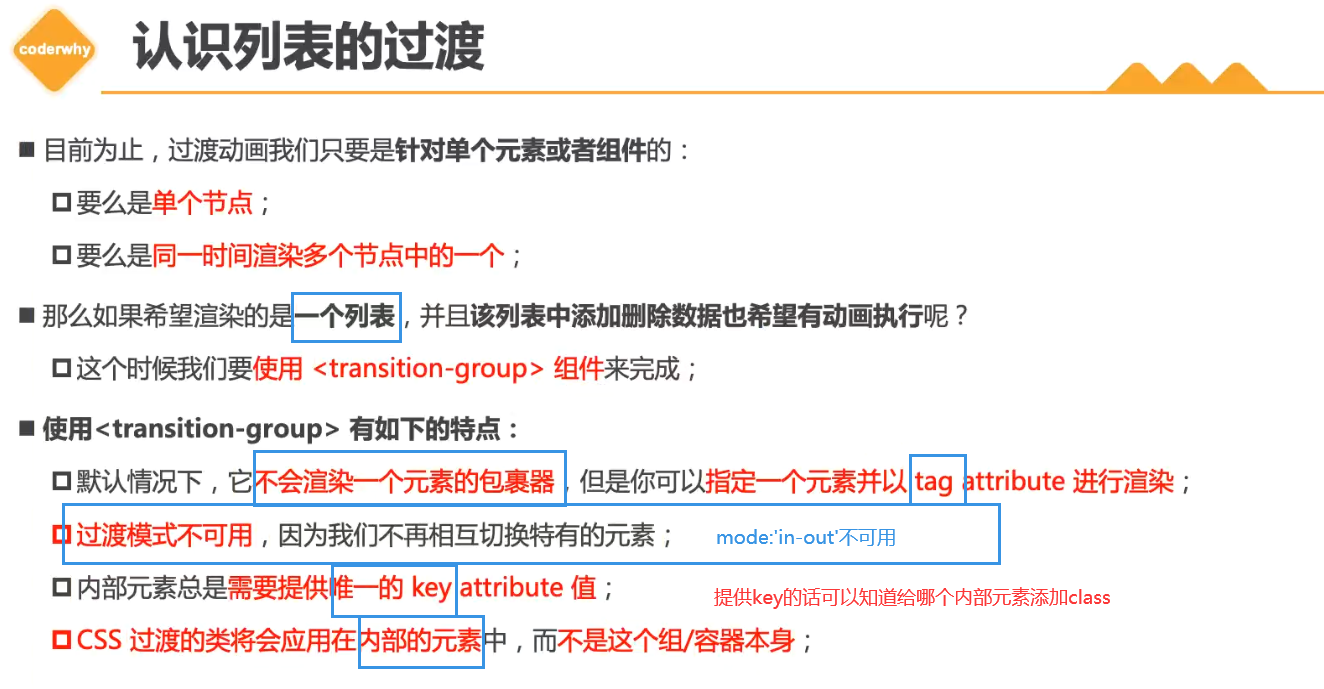 coderwhy
认识列表的过渡
目前为止，过渡动画我们只要是针对单个元素或者组件的：
要么是单个节点；
要么是同一时间渲染多个节点中的一个；
那么如果希望渲染的是一个列表，并且该列表中添加删除数据也希望有动画执行呢？
这个时候我们要使用 <transition-group> 组件来完成；
使用<transition-group> 有如下的特点：
默认情况下，它不会渲染一个元素的包裹器，但是你可以指定一个元素并以 tag attribute 进行渲染；
过渡模式不可用，因为我们不再相互切换特有的元素； mode:'in-out'不可用
内部元素总是需要提供唯一的 key attribute 值；
提供key的话可以知道给哪个内部元素添加class
CSS 过渡的类将会应用在内部的元素中，而不是这个组/容器本身；